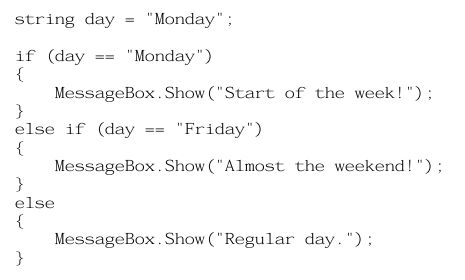 string day = "Monday";
if (day == "Monday")
{
MessageBox.Show("Start of the week!");
}
else if (day == "Friday")
{
MessageBox.Show("Almost the weekend!");
}
else
{
MessageBox.Show("Regular day.");
}